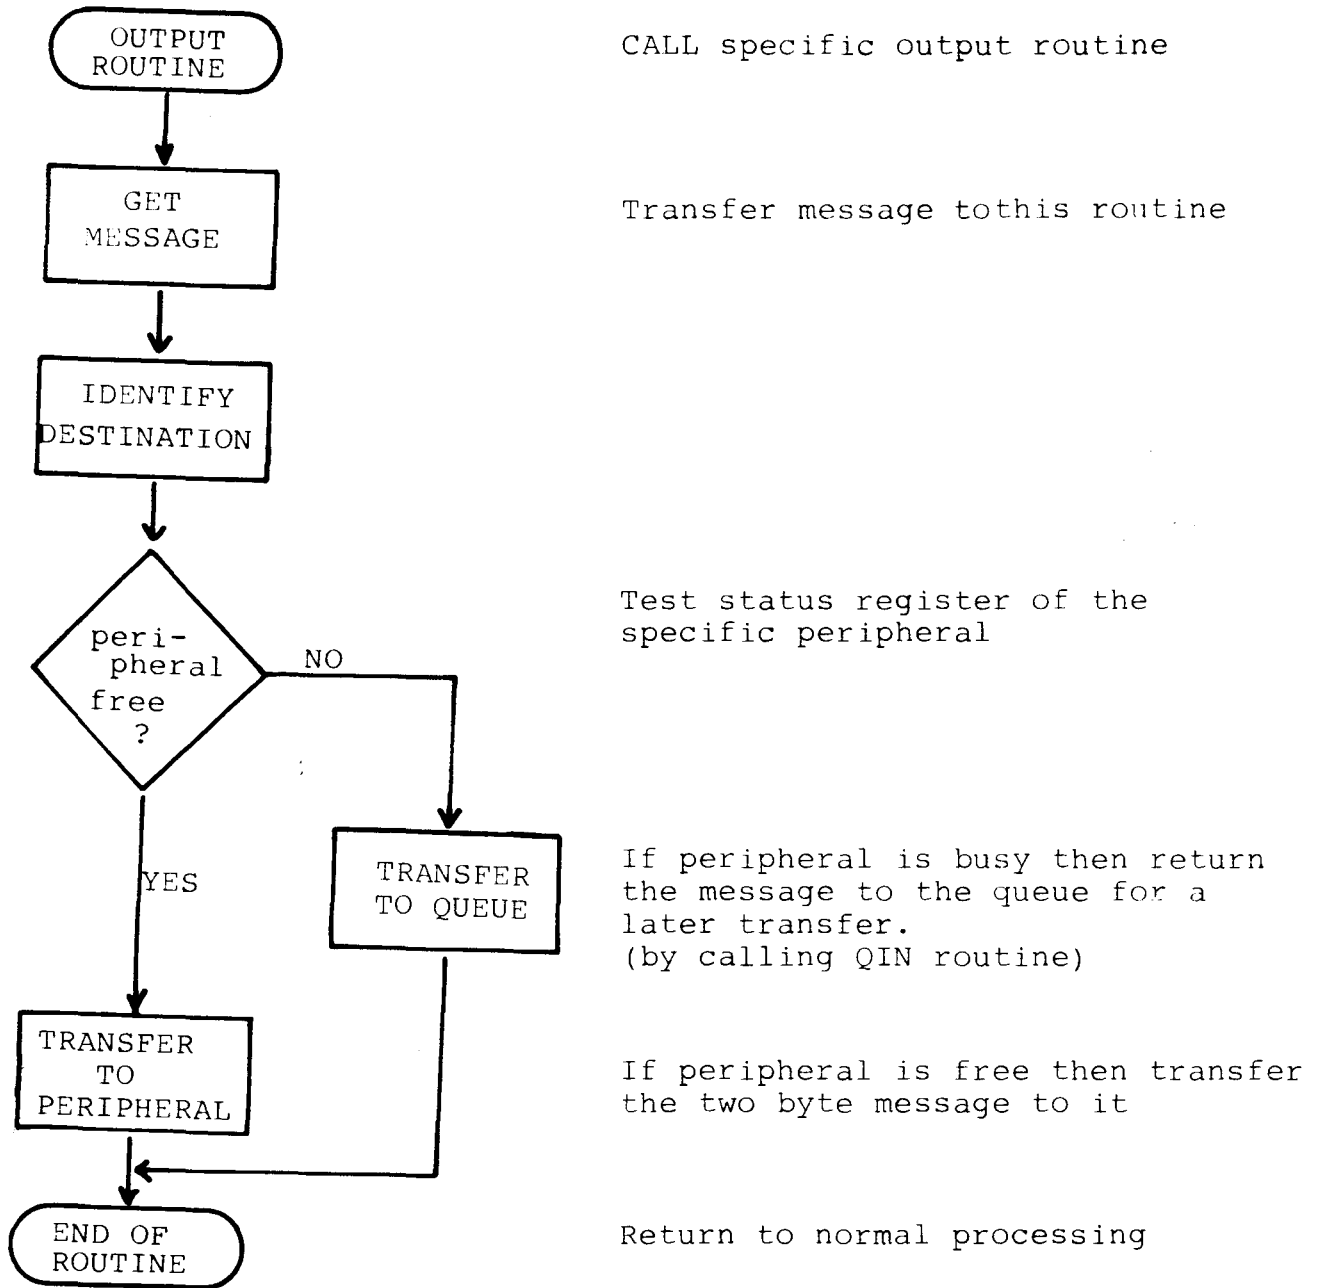 OUTPUT
ROUTINE
CALL specific output routine
GET
MESSAGE
Transfer message tothis routine
IDENTIFY
DESTINATION
peri-
pheral
free
?
NO
Test status register of the
specific peripheral
YES
TRANSFER
TO QUEUE
If peripheral is busy then return
the message to the queue for a
later transfer.
(by calling QIN routine)
TRANSFER
TO
PERIPHERAL
If peripheral is free then transfer
the two byte message to it
END OF
ROUTINE
Return to normal processing